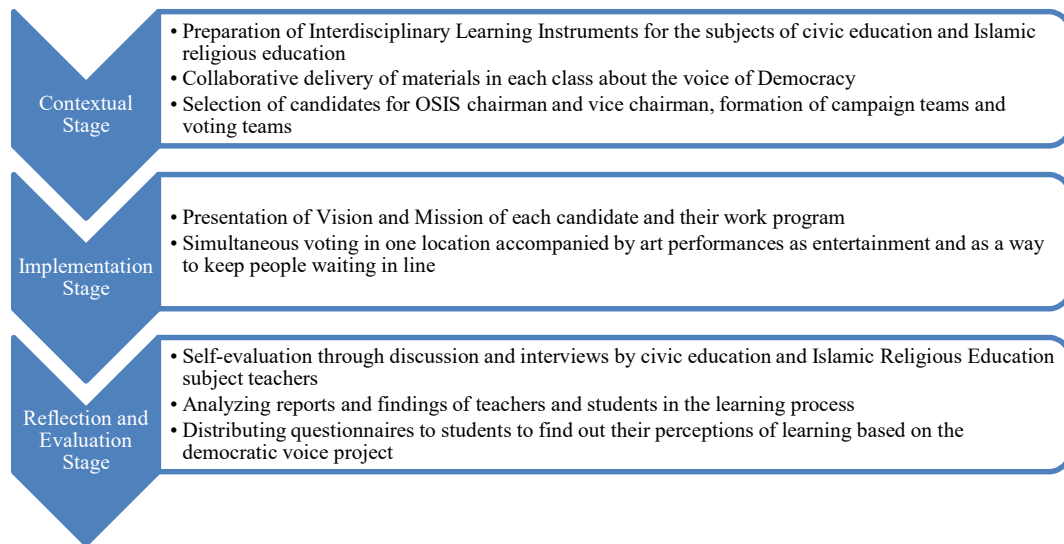 Contextual
Stage
• Preparation of Interdisciplinary Learning Instruments for the subjects of civic education and Islamic
religious education
• Collaborative delivery of materials in each class about the voice of Democracy
• Selection of candidates for OSIS chairman and vice chairman, formation of campaign teams and
voting teams
Implementation
Stage
• Presentation of Vision and Mission of each candidate and their work program
• Simultaneous voting in one location accompanied by art performances as entertainment and as a way
to keep people waiting in line
Reflection and
Evaluation
Stage
• Self-evaluation through discussion and interviews by civic education and Islamic Religious Education
subject teachers
• Analyzing reports and findings of teachers and students in the learning process
• Distributing questionnaires to students to find out their perceptions of learning based on the
democratic voice project